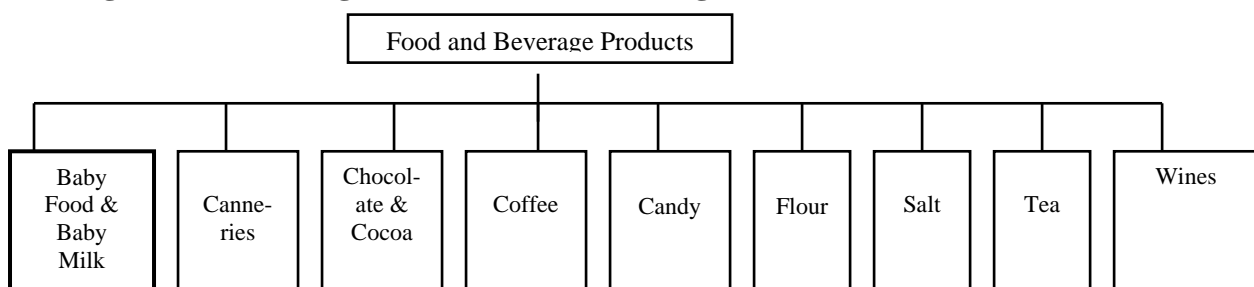 Food and Beverage Products
Baby
Food &
Baby
Milk
Canne-
ries
Chocol-
ate &
Cocoa
Coffee
Candy
Flour
Salt
Tea
Wines